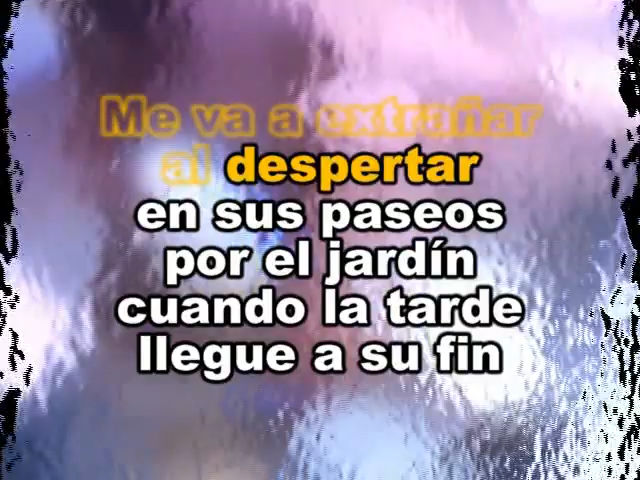 Me va a extrañar
al despertar
en sus paseos
por el jardín
cuando la tarde
llegue a su fin